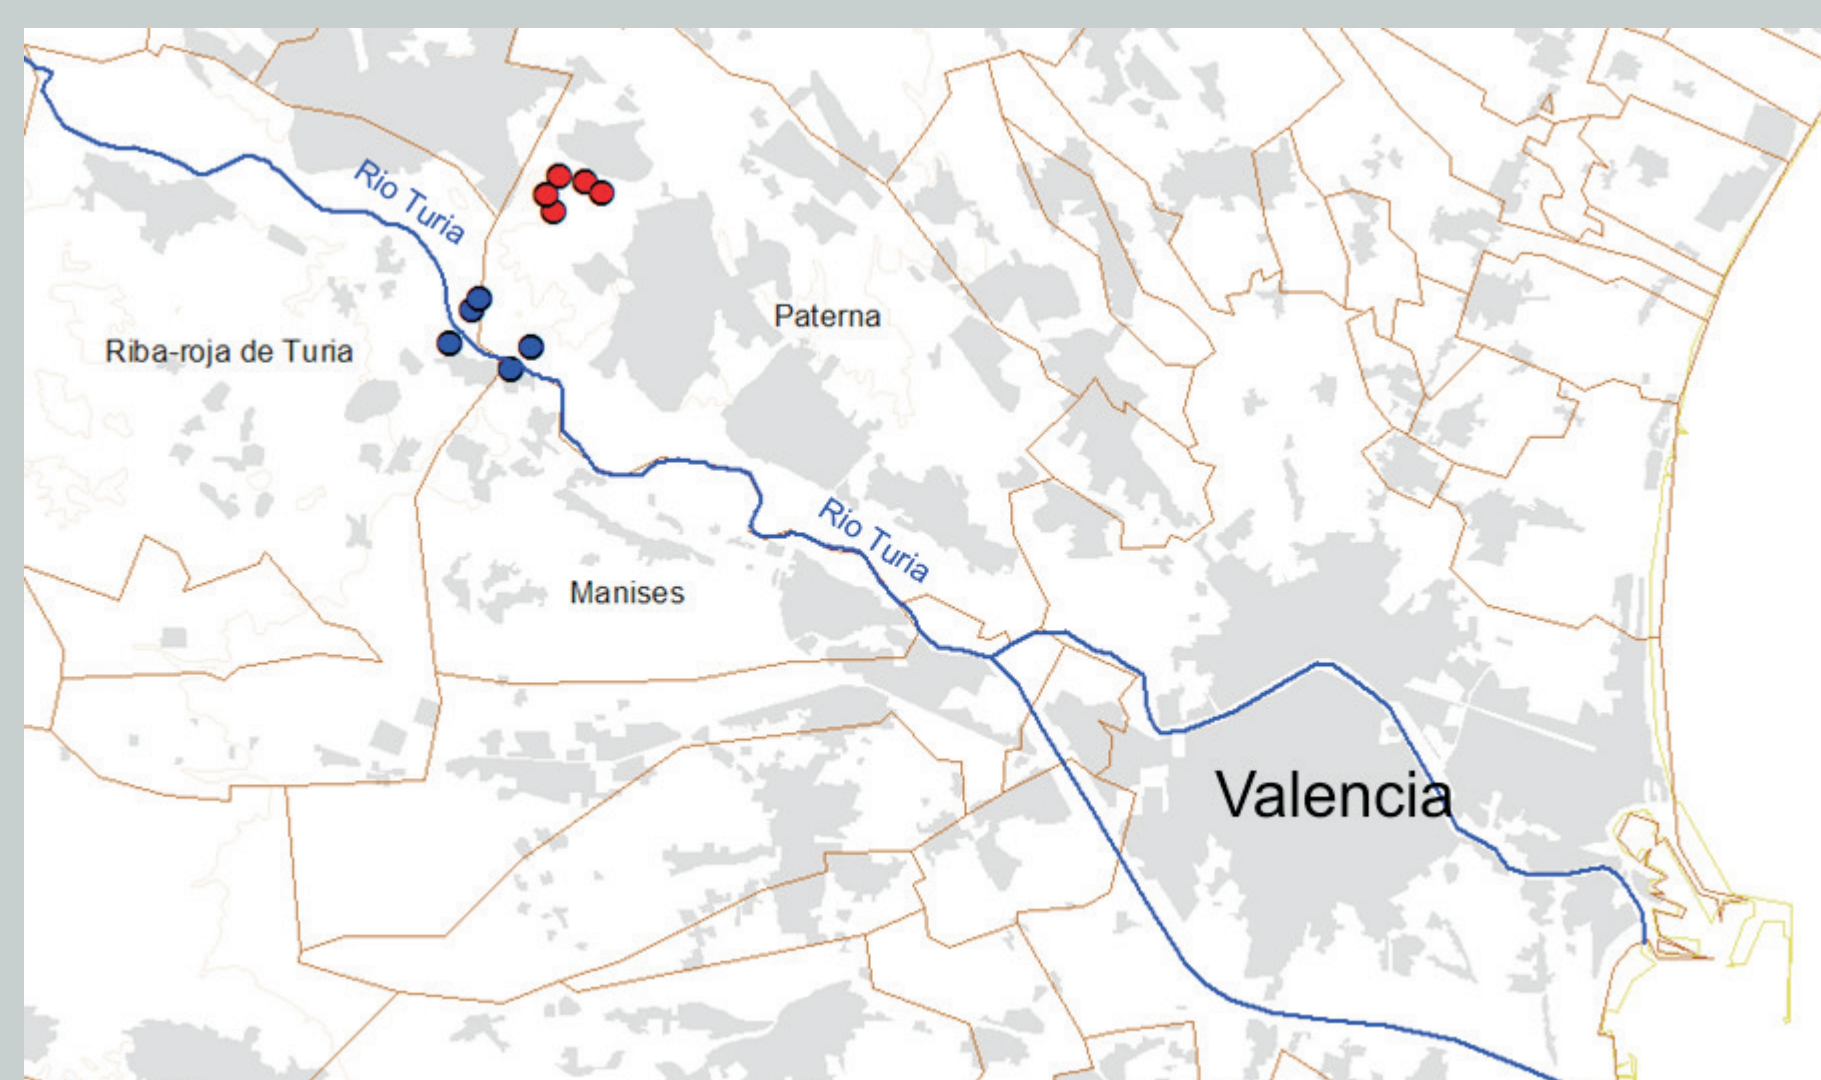 Rio Turia
Paterna
Riba-roja de Turia
Rio Turia
Manises
Valencia